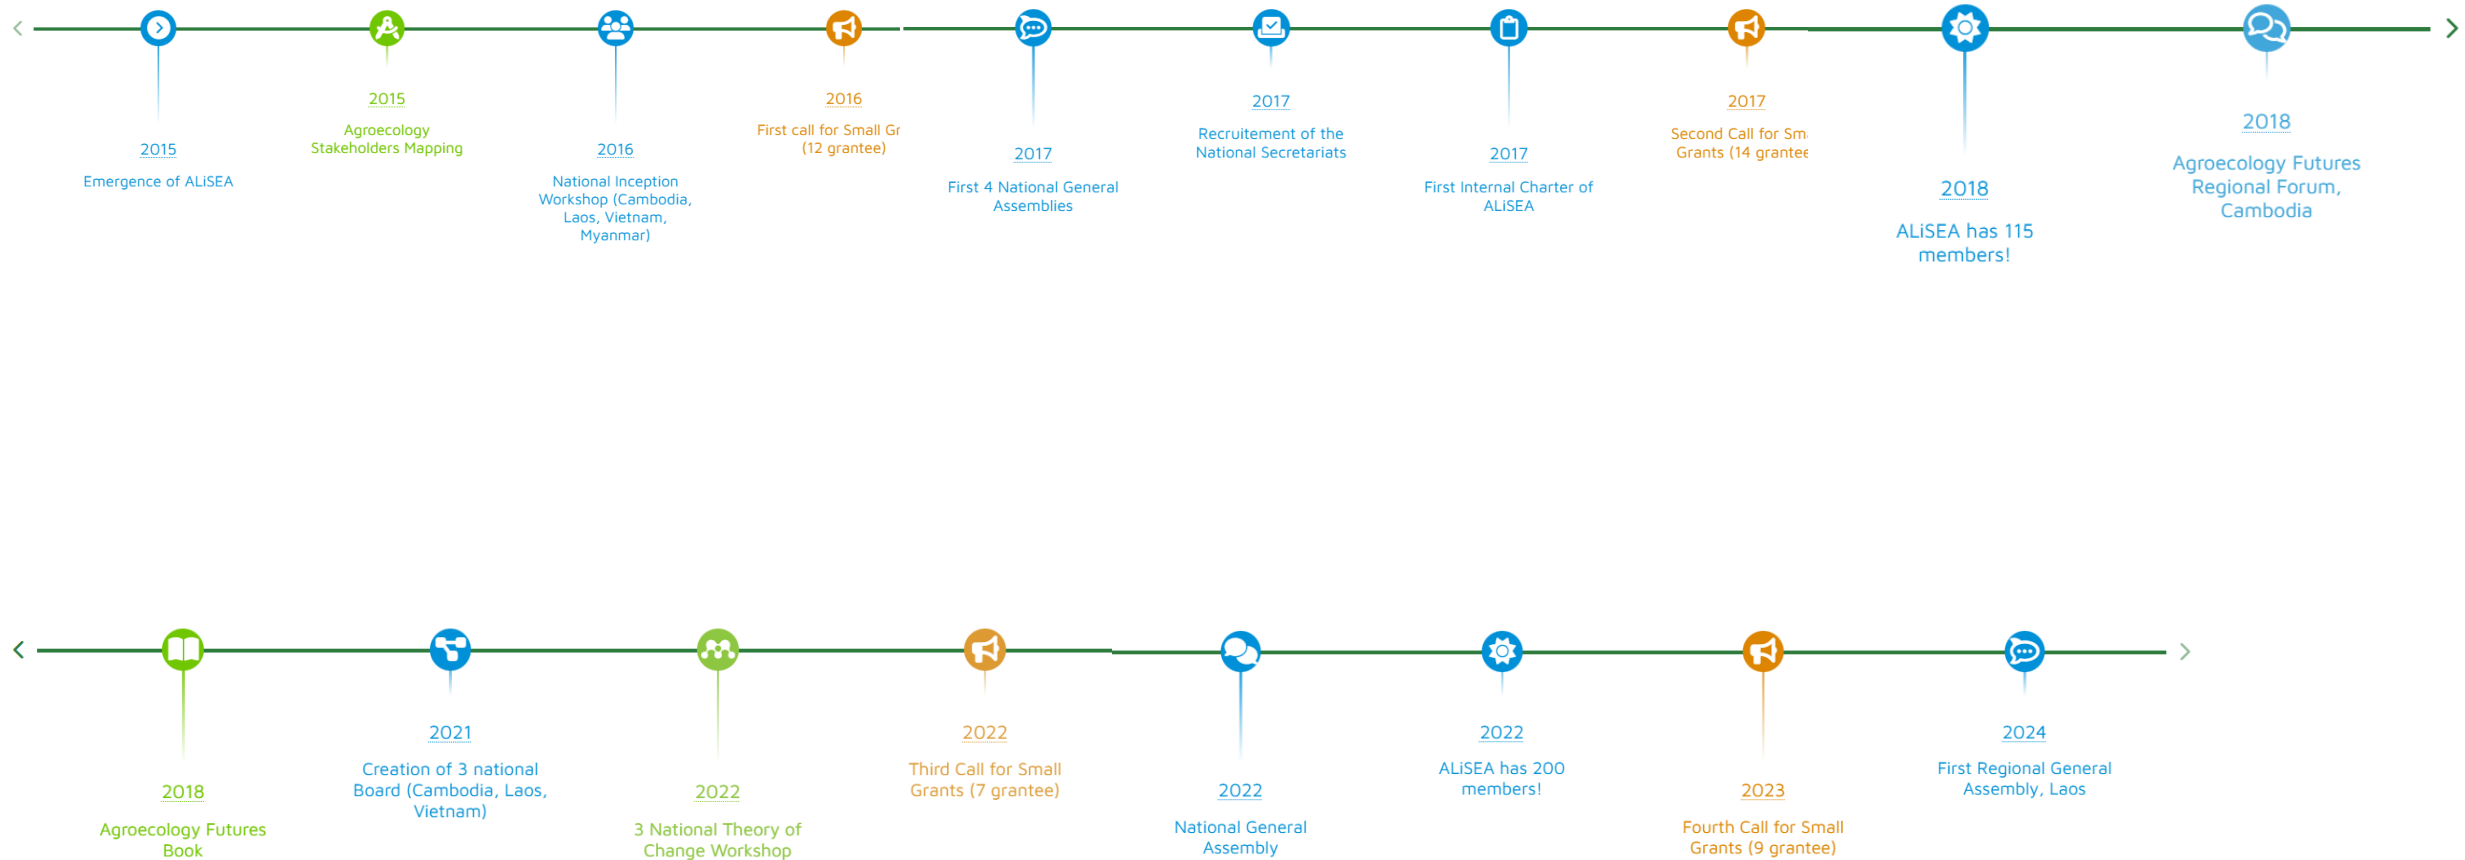 2015
Emergence of ALiSEA
2015
Agroecology
Stakeholders Mapping
2016
National Inception
Workshop (Cambodia,
Laos, Vietnam,
Myanmar)
2016
First call for Small Gr
(12 grantee)
2017
First 4 National General
Assemblies
2017
Recruitement of the
National Secretariats
2017
First Internal Charter of
ALiSEA
2017
Second Call for Sma
Grants (14 grantee
2018
ALiSEA has 115
members!
2018
Agroecology Futures
Regional Forum,
Cambodia
2018
Agroecology Futures
Book
2021
Creation of 3 national
Board (Cambodia, Laos,
Vietnam)
2022
3 National Theory of
Change Workshop
2022
Third Call for Small
Grants (7 grantee)
2022
National General
Assembly
2022
ALiSEA has 200
members!
2023
Fourth Call for Small
Grants (9 grantee)
2024
First Regional General
Assembly, Laos